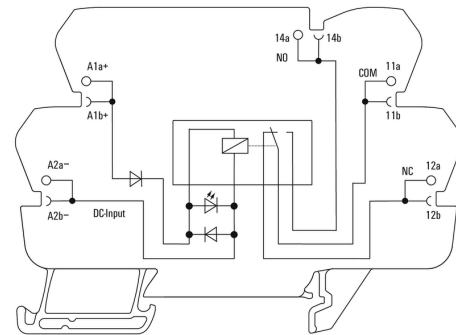 14a
14b
NO
A1a+
A1b+
COM
11a
11b
A2a−
A2b−
DC-Input
NC
12a
12b